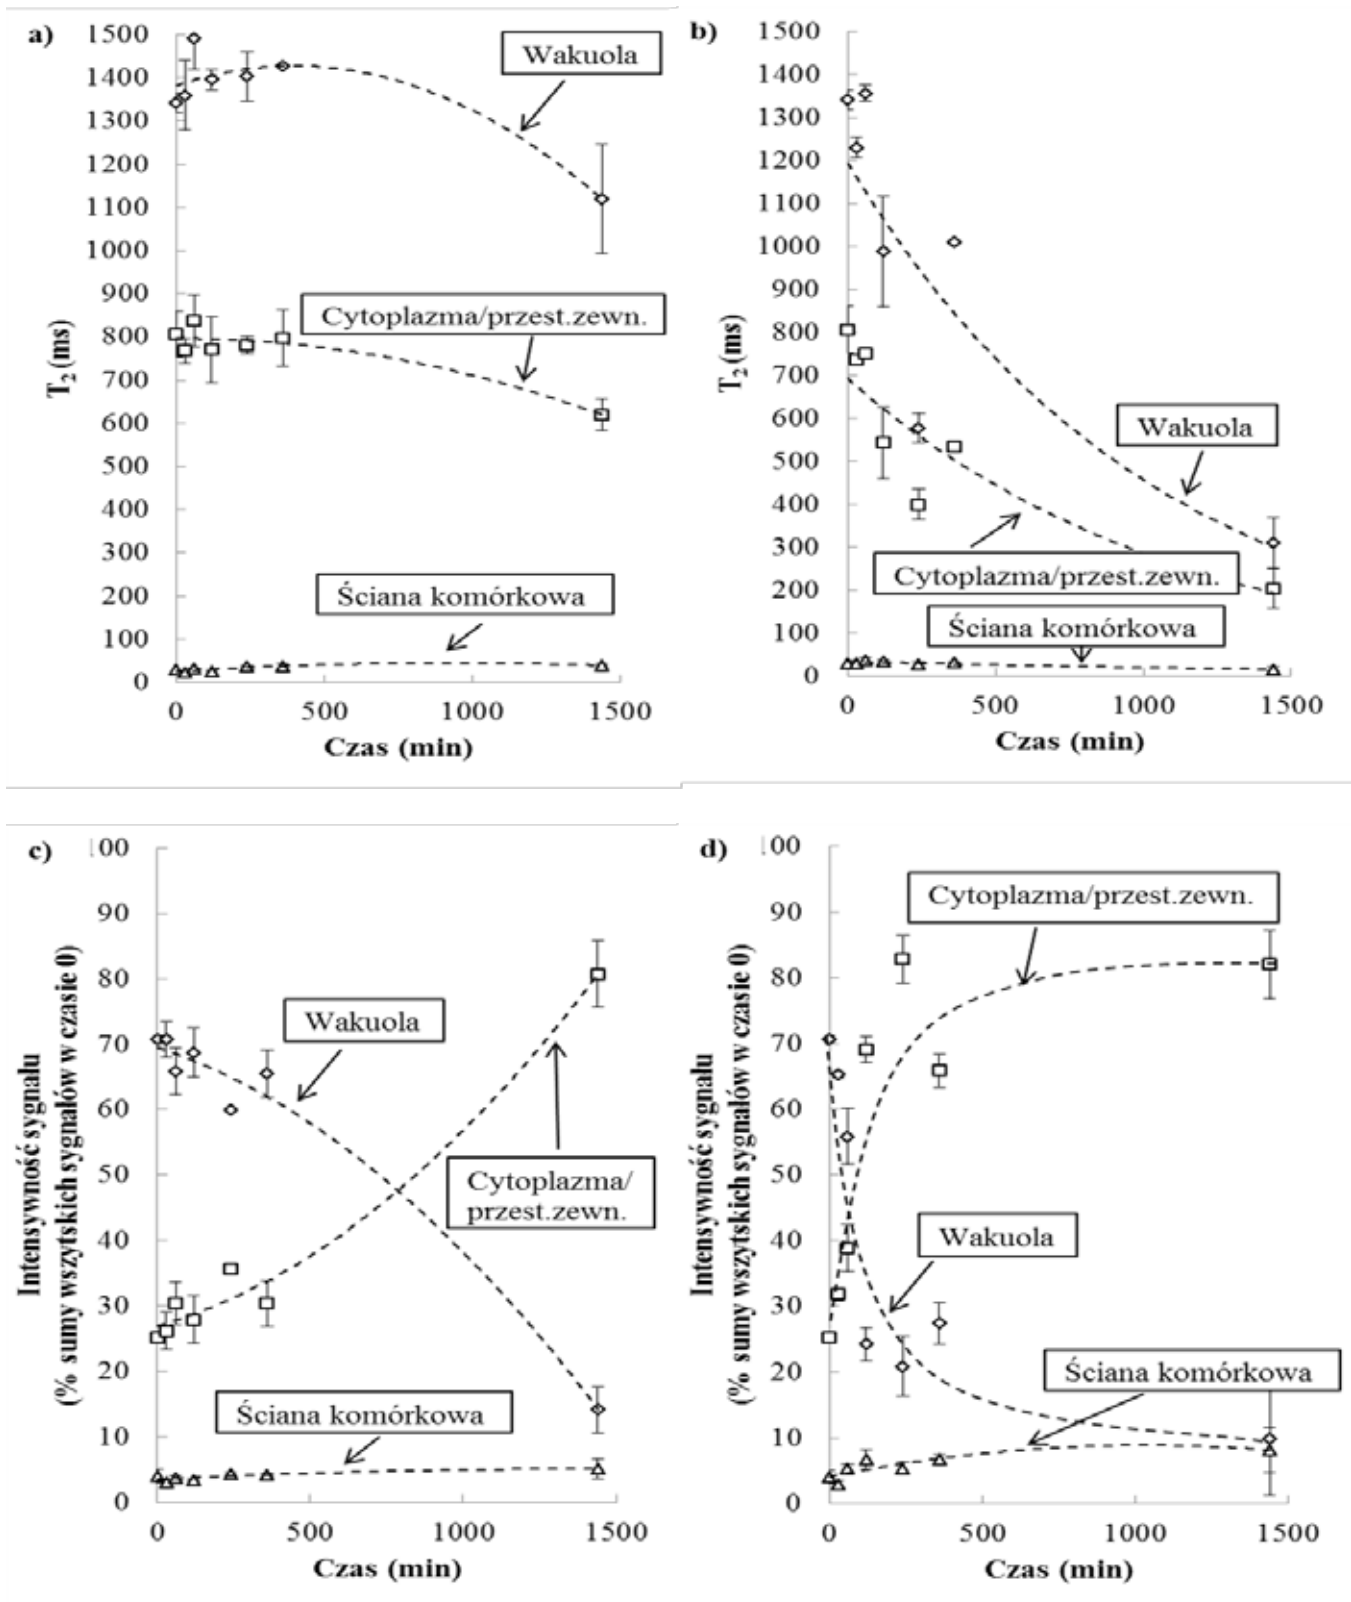 a)
1500
1400
1300
1200
1100
1000
900
800
700
600
500
400
300
200
100
0
T2 (ms)
Wakuola
Cytoplazma/przest.zewn.
Ściana komórkowa
0 500 1000 1500
Czas (min)
b)
1500
1400
1300
1200
1100
1000
900
800
700
600
500
400
300
200
100
0
T2 (ms)
Wakuola
Cytoplazma/przest.zewn.
Ściana komórkowa
0 500 1000 1500
Czas (min)
c)
100
90
80
70
60
50
40
30
20
10
0
Intensywność sygnału
(% sumy wszytskich sygnałów w czasie 0)
Wakuola
Cytoplazma/
przest.zewn.
Ściana komórkowa
0 500 1000 1500
Czas (min)
d)
100
90
80
70
60
50
40
30
20
10
0
Intensywność sygnału
(% sumy wszytskich sygnałów w czasie 0)
Cytoplazma/przest.zewn.
Wakuola
Ściana komórkowa
0 500 1000 1500
Czas (min)